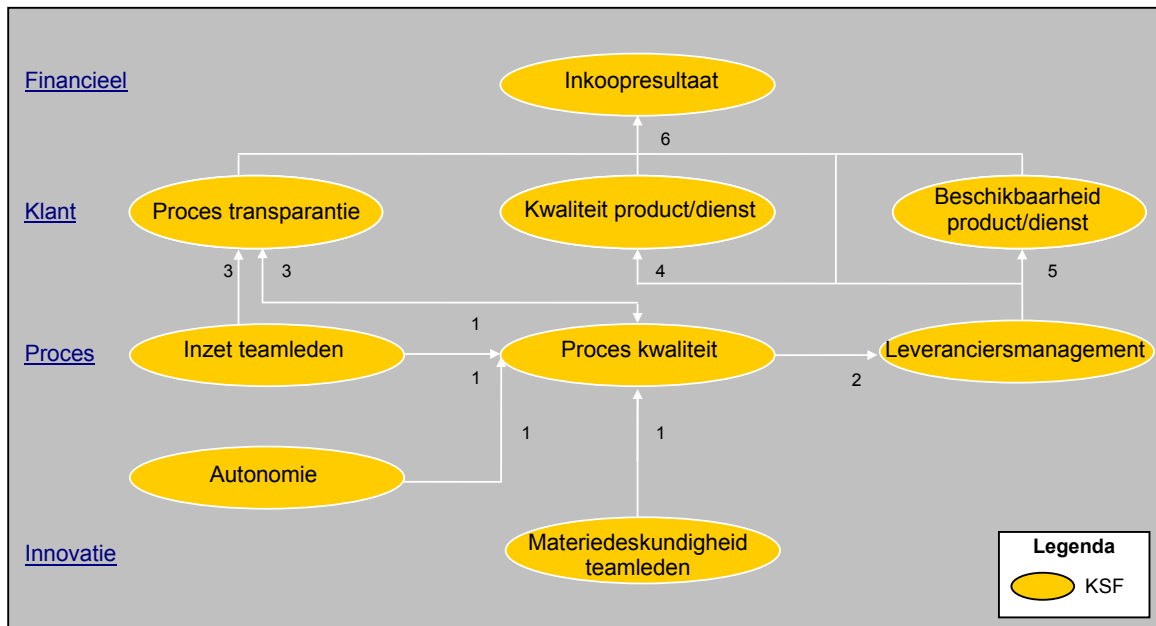 Financieel
Inkoopresultaat
6
Klant
Proces transparantie
Kwaliteit product/dienst
Beschikbaarheid
product/dienst
3
3
4
5
1
Proces
Inzet teamleden
Proces kwaliteit
Leveranciersmanagement
1
2
1
1
Autonomie
Innovatie
Materiedeskundigheid
teamleden
Legenda
KSF